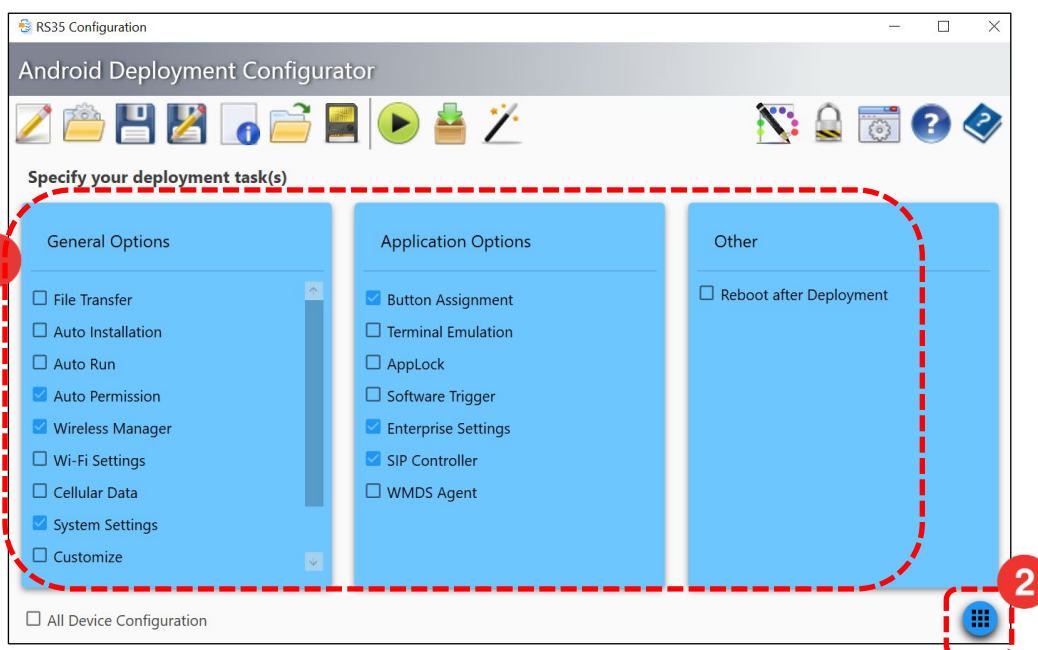 RS35 Configuration
Android Deployment Configurator
Specify your deployment task(s)
General Options
File Transfer
Auto Installation
Auto Run
Auto Permission
Wireless Manager
Wi-Fi Settings
Cellular Data
System Settings
Customize
Application Options
Button Assignment
Terminal Emulation
AppLock
Software Trigger
Enterprise Settings
SIP Controller
WMDS Agent
Other
Reboot after Deployment
All Device Configuration
2